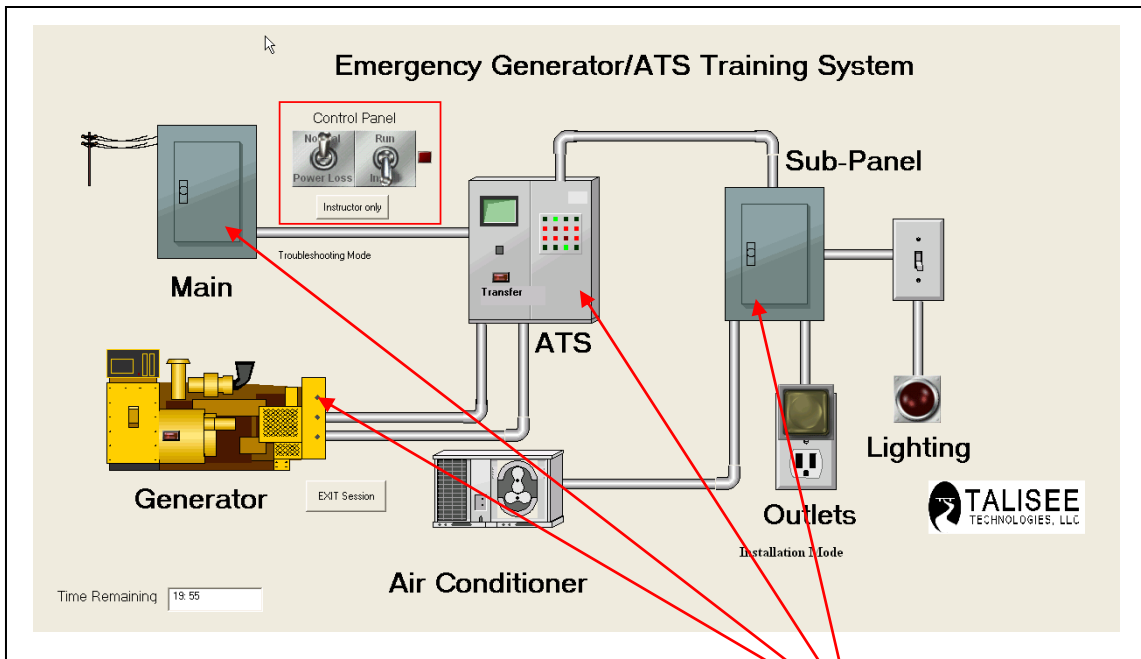 Emergency Generator/ATS Training System
Control Panel
Normal
Run
Power Loss
Instructor only
Sub-Panel
Troubleshooting Mode
Main
Transfer
ATS
Generator
EXIT Session
Lighting
Outlets
TALISEE
TECHNOLOGIES, LLC
Installation Mode
Air Conditioner
Time Remaining
19:55